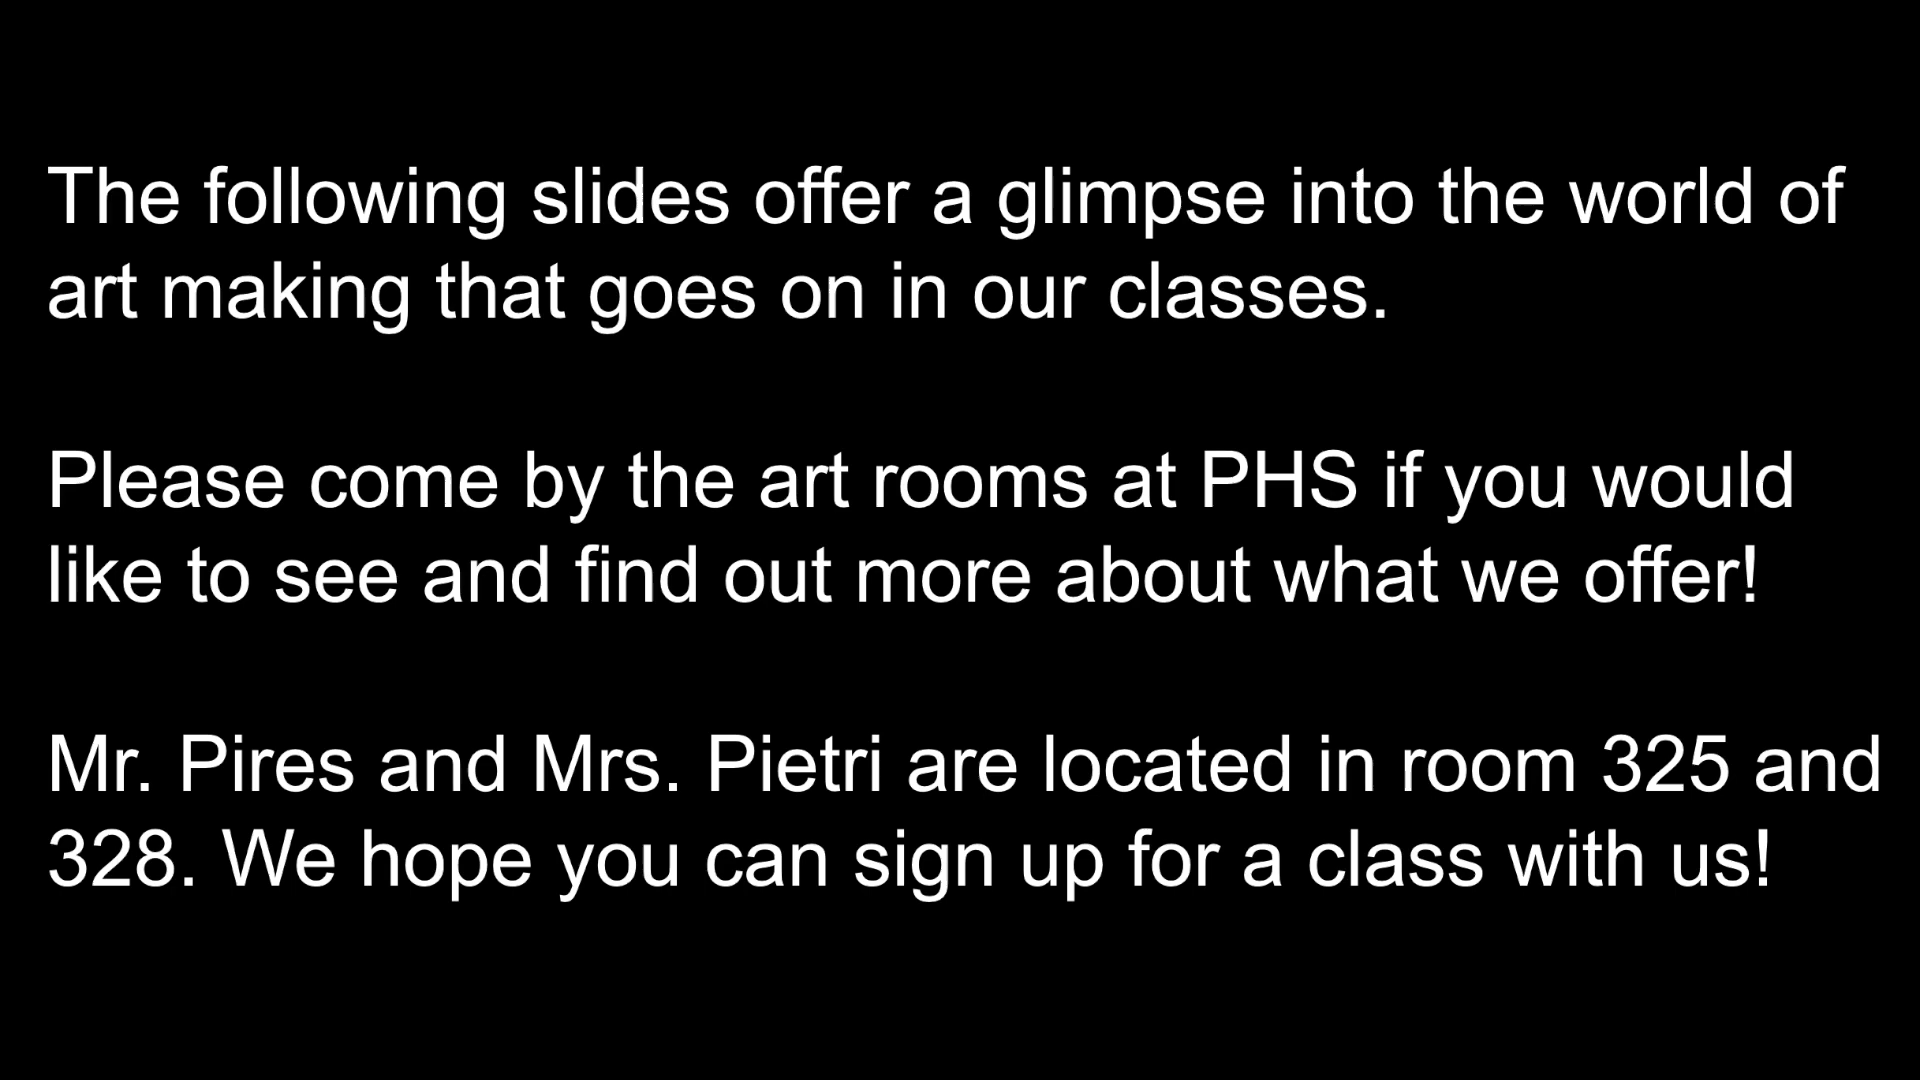 The following slides offer a glimpse into the world of
art making that goes on in our classes.
Please come by the art rooms at PHS if you would
like to see and find out more about what we offer!
Mr. Pires and Mrs. Pietri are located in room 325 and
328. We hope you can sign up for a class with us!